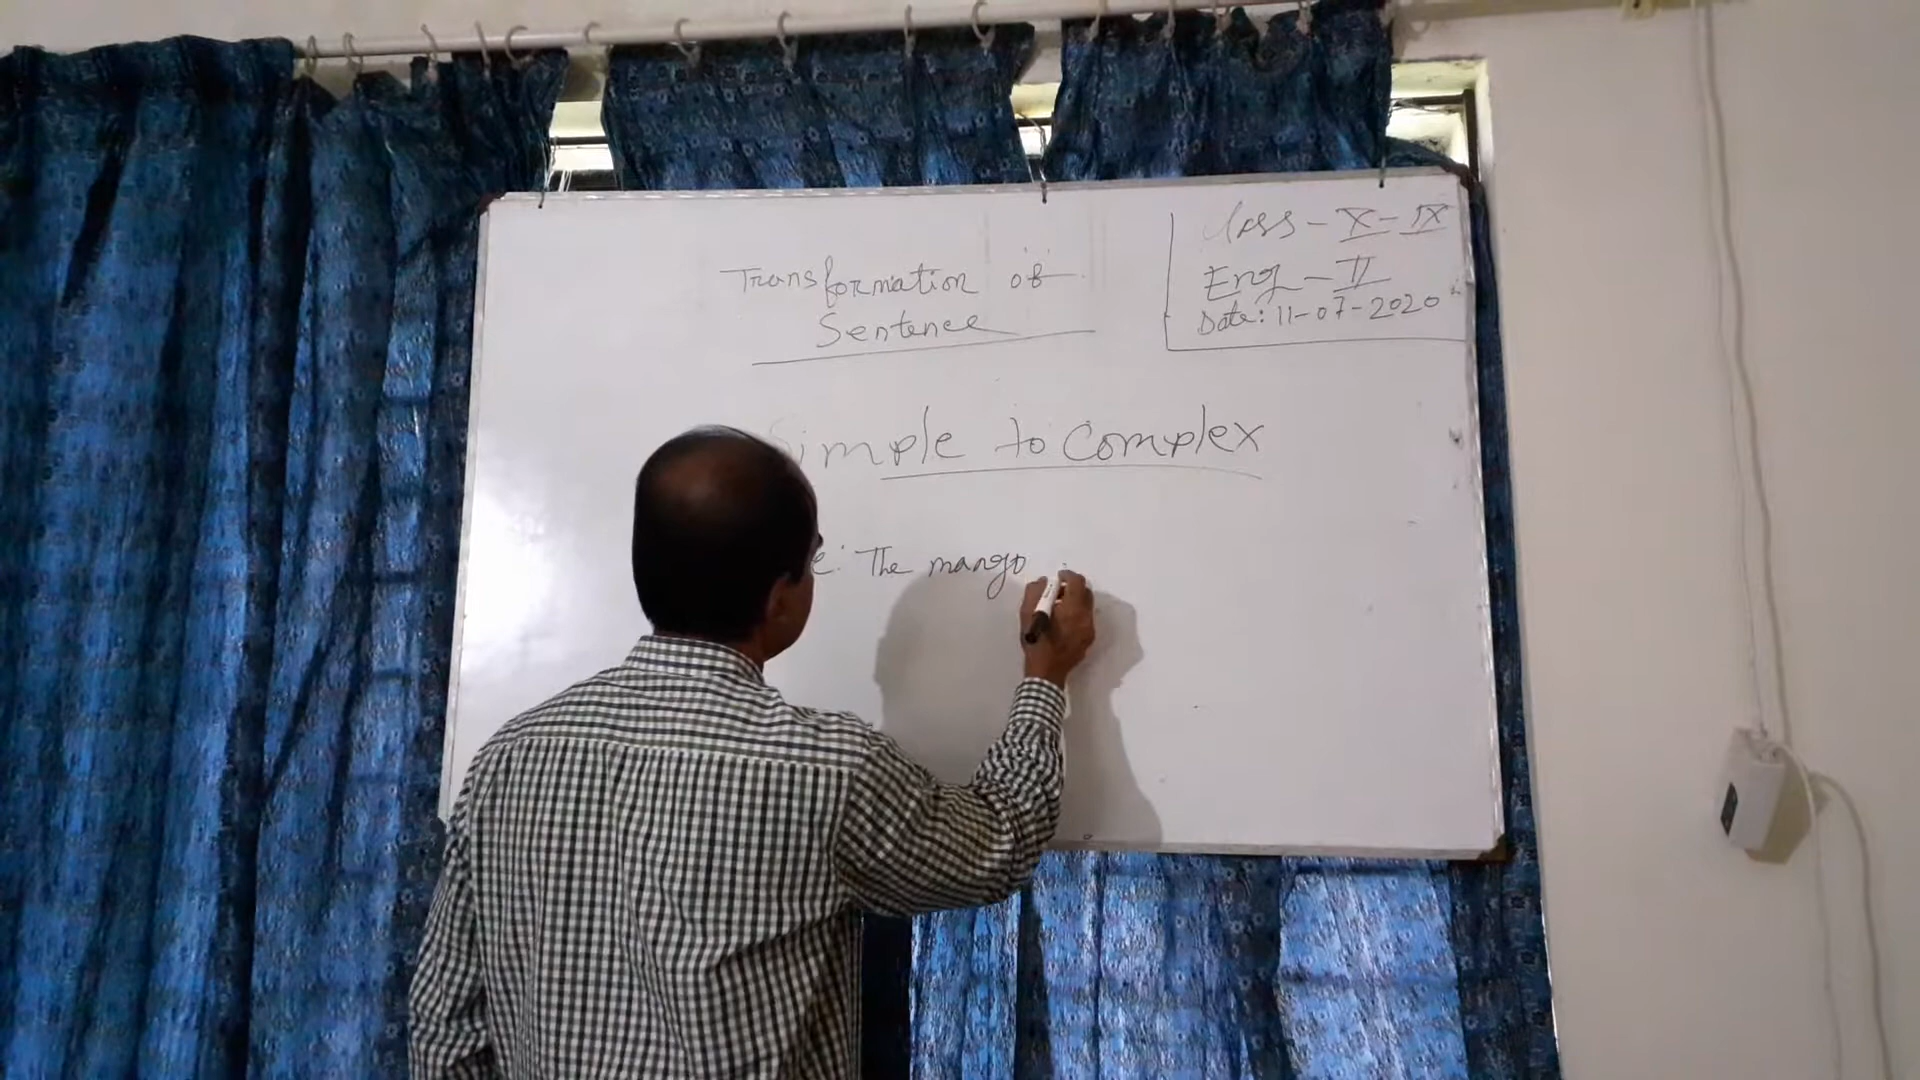 Class - X - IX
Eng - II
Date: 11-07-2020
Transformation of
Sentence
Simple to Complex
e: The mango